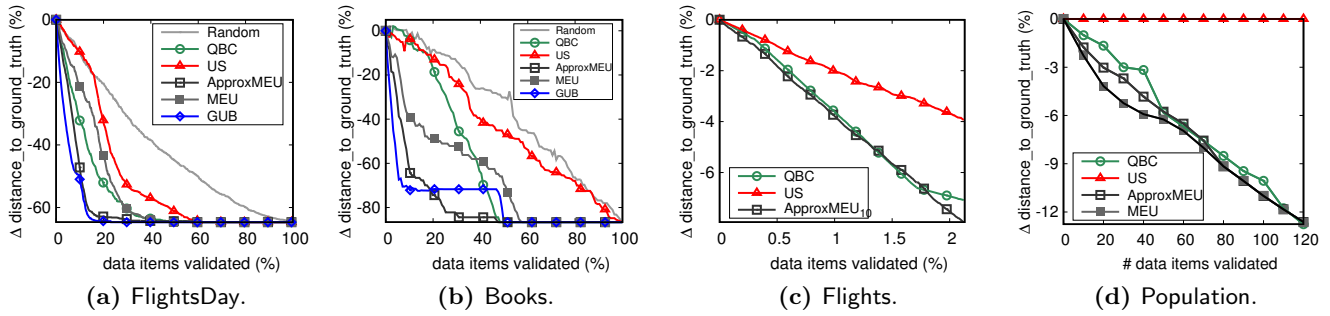 Δ distance_to_ground_truth (%)
0
-20
-40
-60
0 20 40 60 80 100
data items validated (%)
Random
QBC
US
ApproxMEU
MEU
GUB
(a) FlightsDay.
Δ distance_to_ground_truth (%)
0
-20
-40
-60
-80
0 20 40 60 80 100
data items validated (%)
Random
QBC
US
ApproxMEU
MEU
GUB
(b) Books.
Δ distance_to_ground_truth (%)
0
-2
-4
-6
0 0.5 1 1.5 2
data items validated (%)
QBC
US
ApproxMEU10
(c) Flights.
Δ distance_to_ground_truth (%)
0
-3
-6
-9
-12
0 20 40 60 80 100 120
# data items validated
QBC
US
ApproxMEU
MEU
(d) Population.